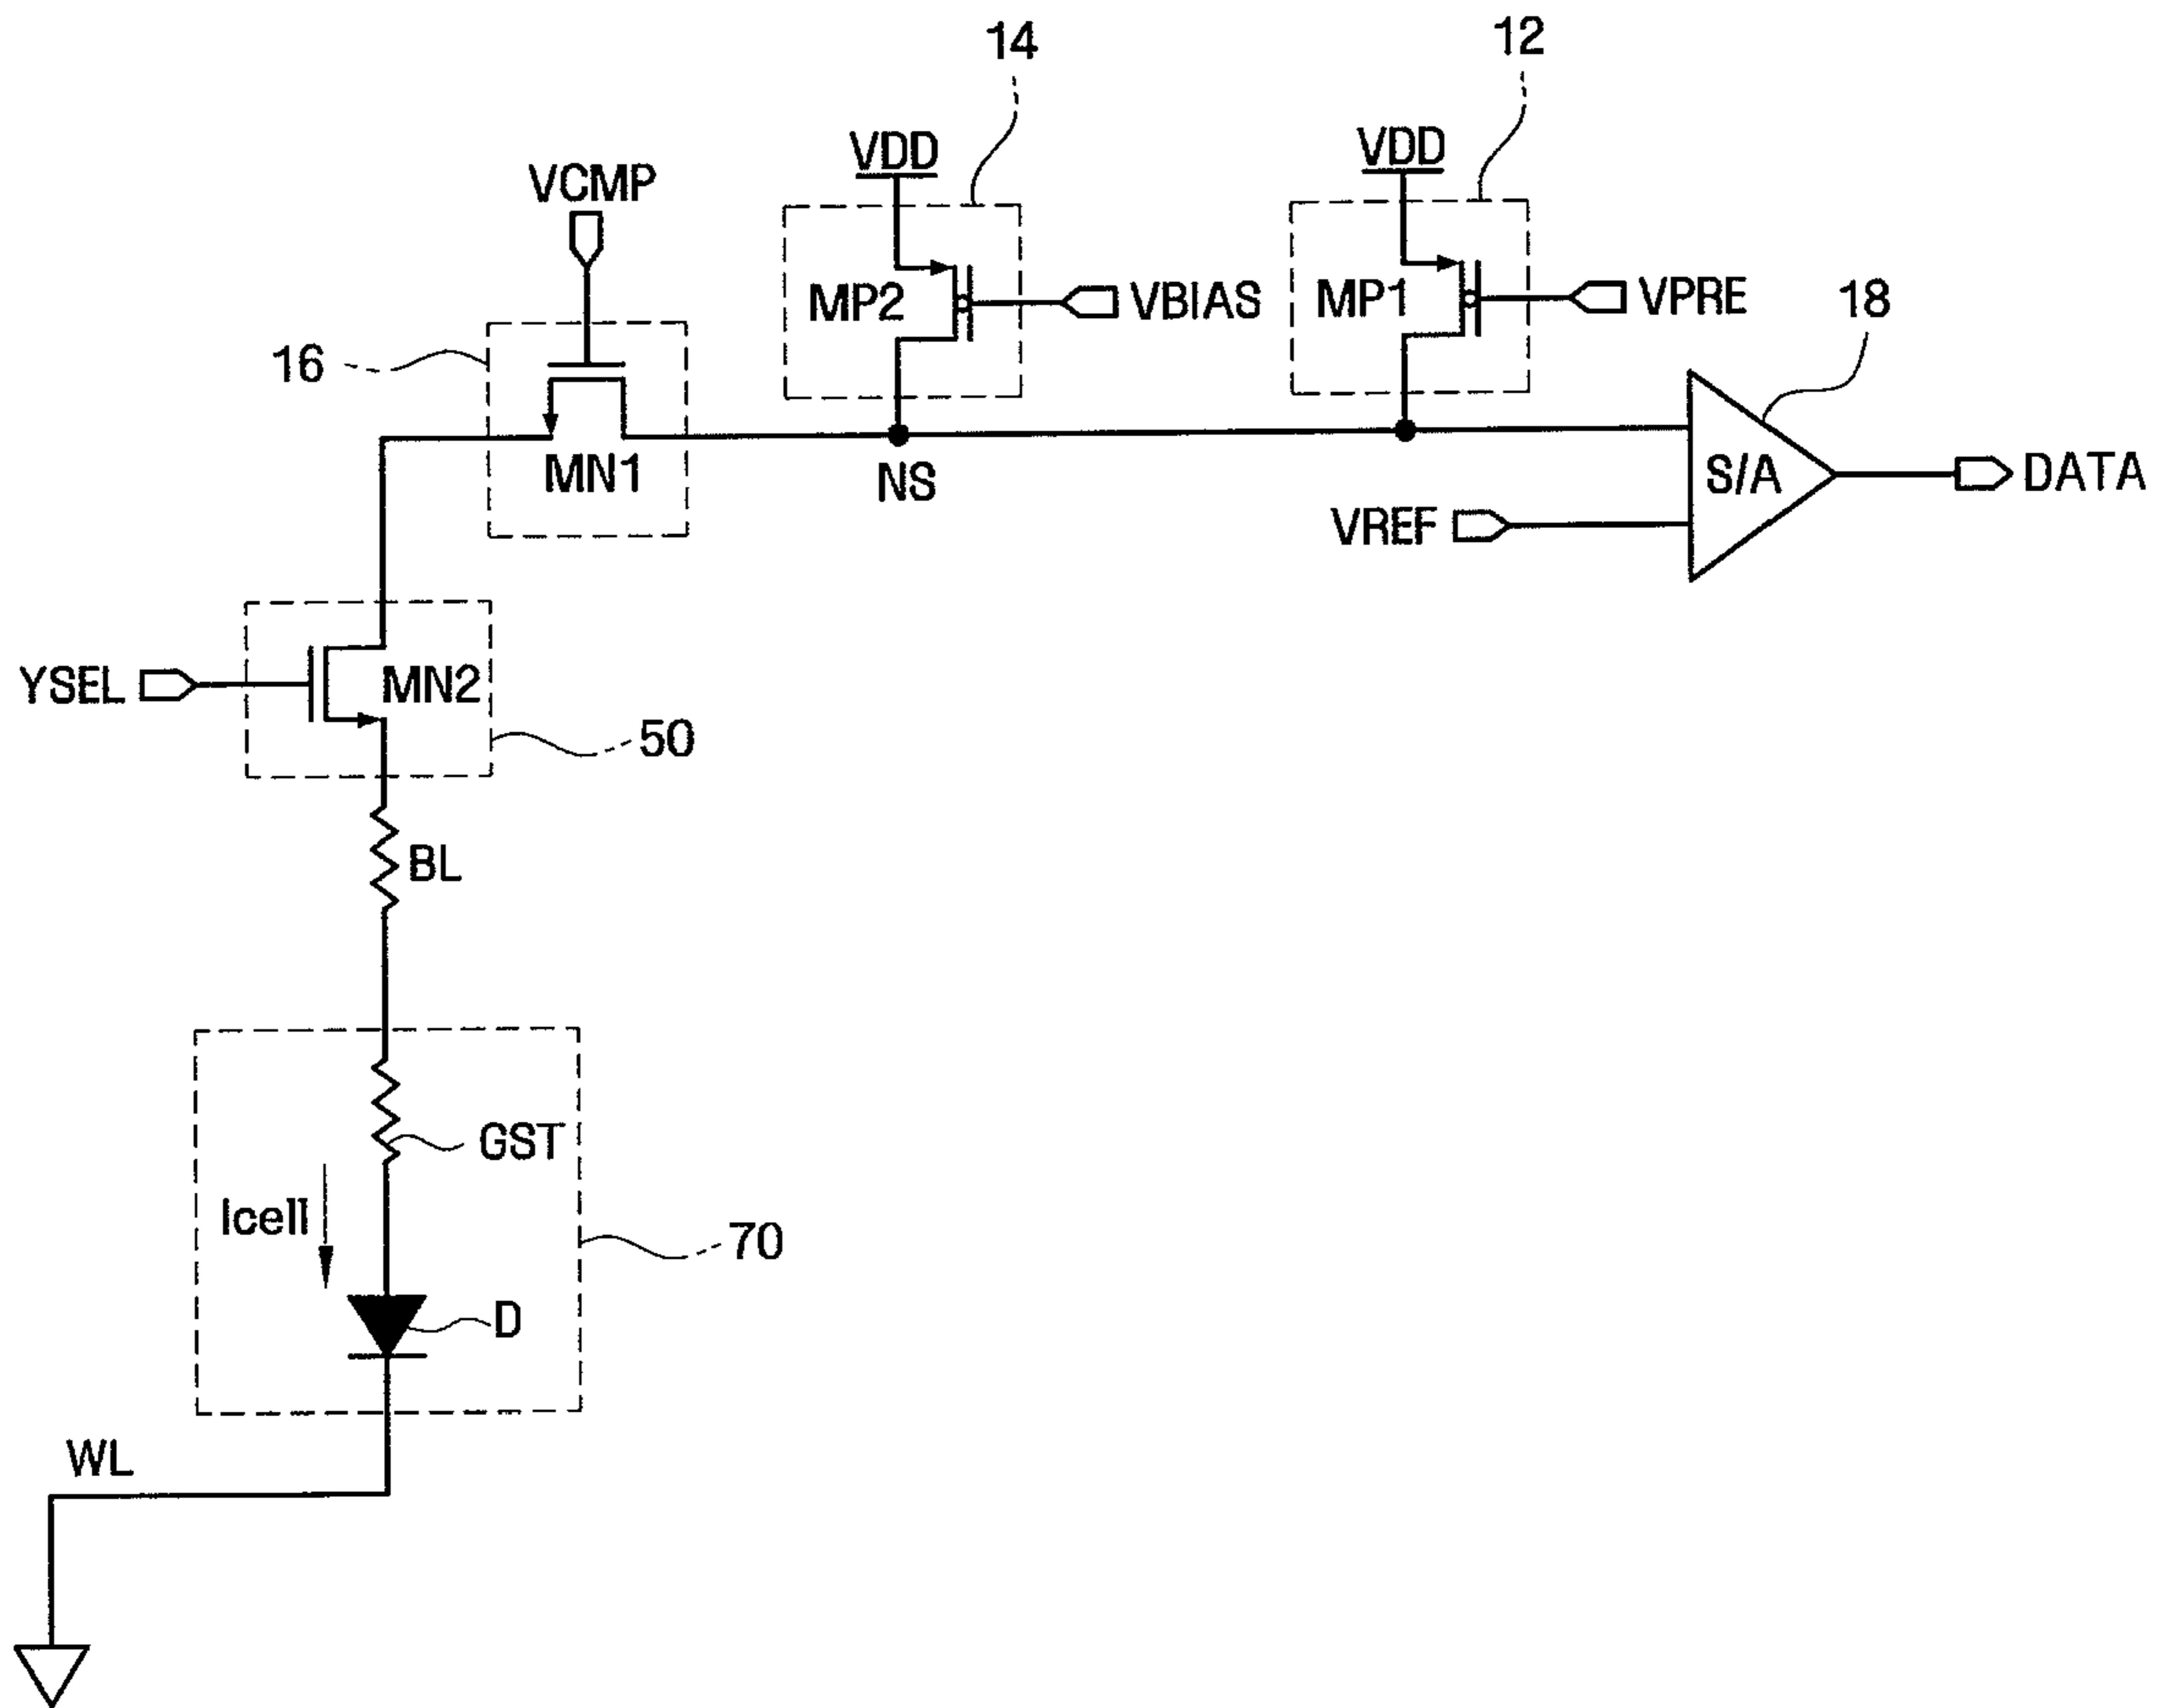 14
12
VDD
VDD
VCMP
MP2
VBIAS
MP1
VPRE
18
16
MN1
NS
S/A
DATA
VREF
YSEL
MN2
50
BL
GST
Icell
70
D
WL